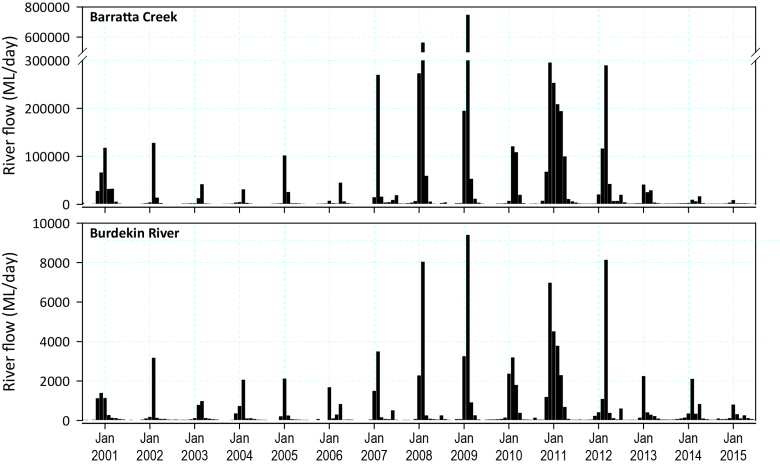 Barratta Creek
River flow (ML/day)
800000
600000
300000
200000
100000
0
Burdekin River
River flow (ML/day)
10000
8000
6000
4000
2000
0
Jan Jan Jan Jan Jan Jan Jan Jan Jan Jan Jan Jan Jan Jan Jan
2001 2002 2003 2004 2005 2006 2007 2008 2009 2010 2011 2012 2013 2014 2015